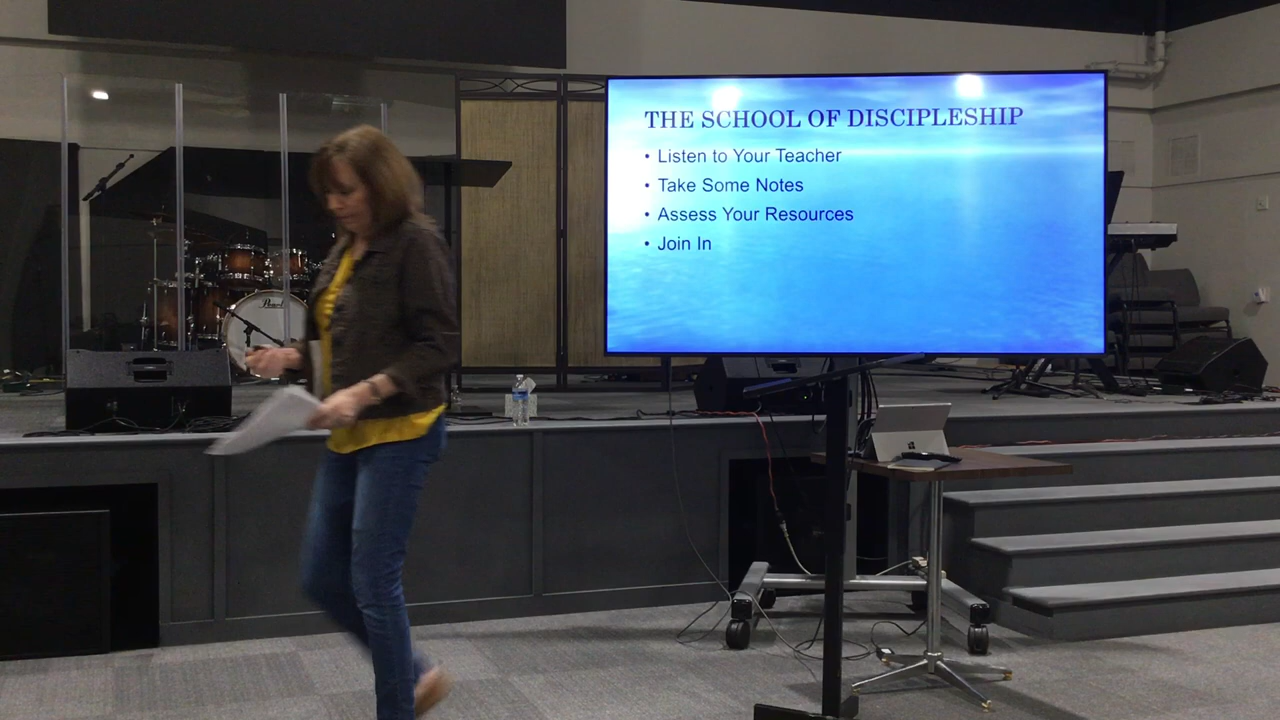 THE SCHOOL OF DISCIPLESHIP
• Listen to Your Teacher
• Take Some Notes
• Assess Your Resources
• Join In
Pearl